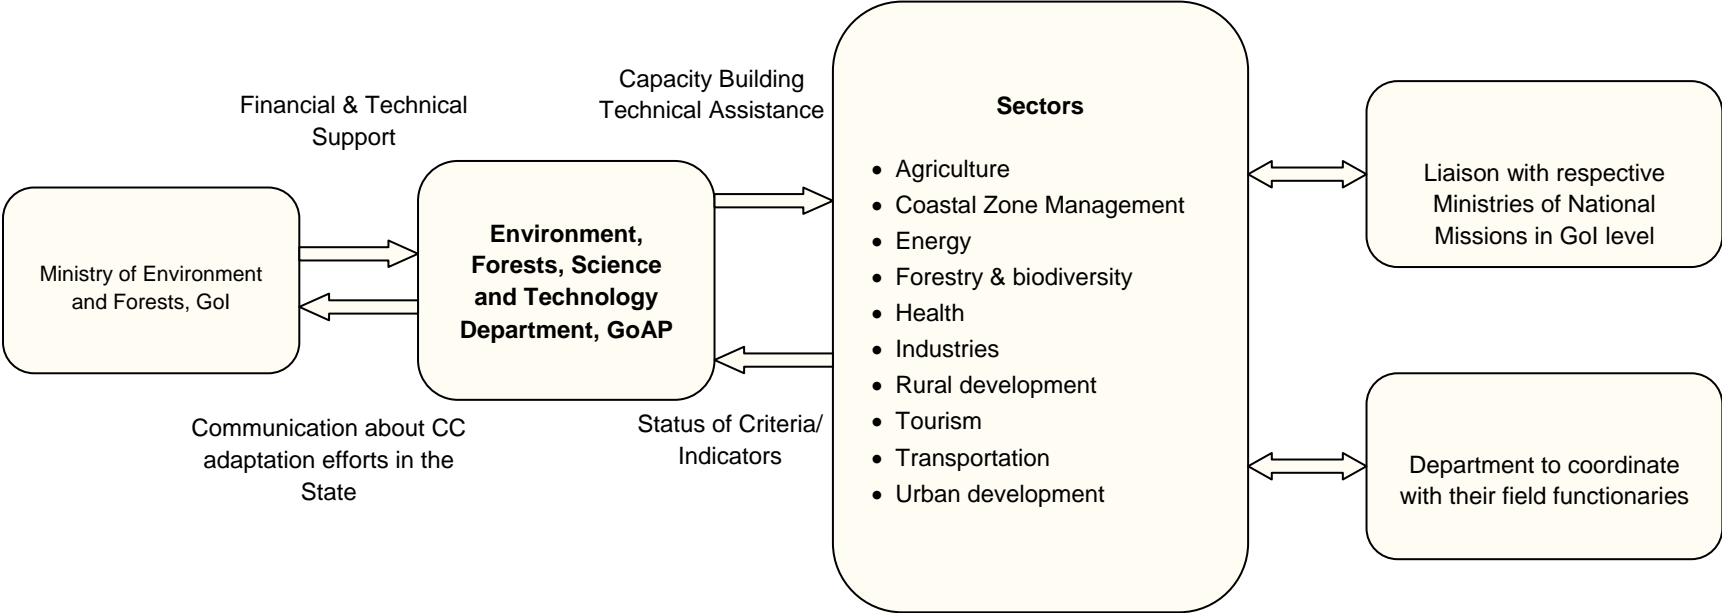 Financial & Technical
Support
Capacity Building
Technical Assistance
Ministry of Environment
and Forests, GoI
Environment,
Forests, Science
and Technology
Department, GoAP
Communication about CC
adaptation efforts in the
State
Status of Criteria/
Indicators
Sectors
• Agriculture
• Coastal Zone Management
• Energy
• Forestry & biodiversity
• Health
• Industries
• Rural development
• Tourism
• Transportation
• Urban development
Liaison with respective
Ministries of National
Missions in GoI level
Department to coordinate
with their field functionaries